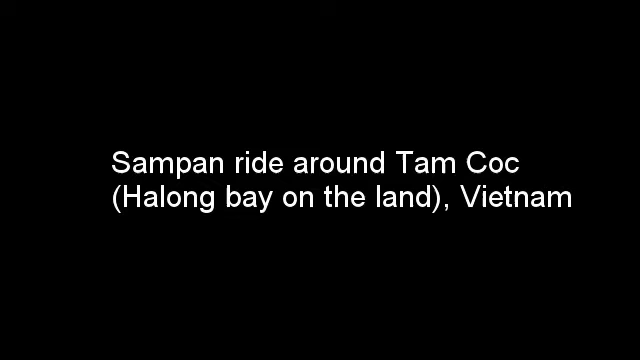 Sampan ride around Tam Coc
(Halong bay on the land), Vietnam